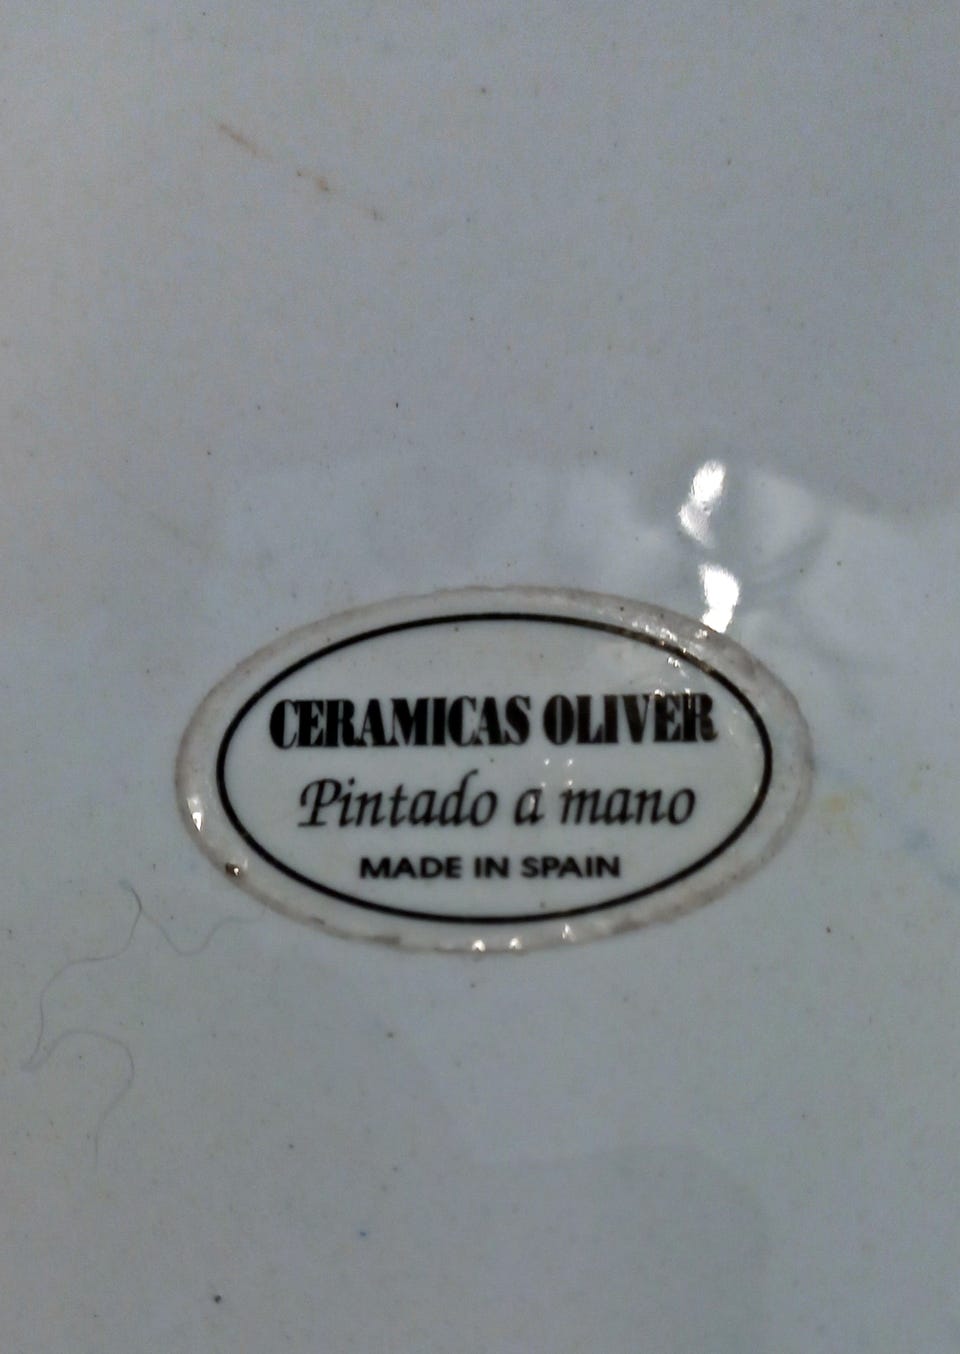 CERAMICAS OLIVER
Pintado a mano
MADE IN SPAIN